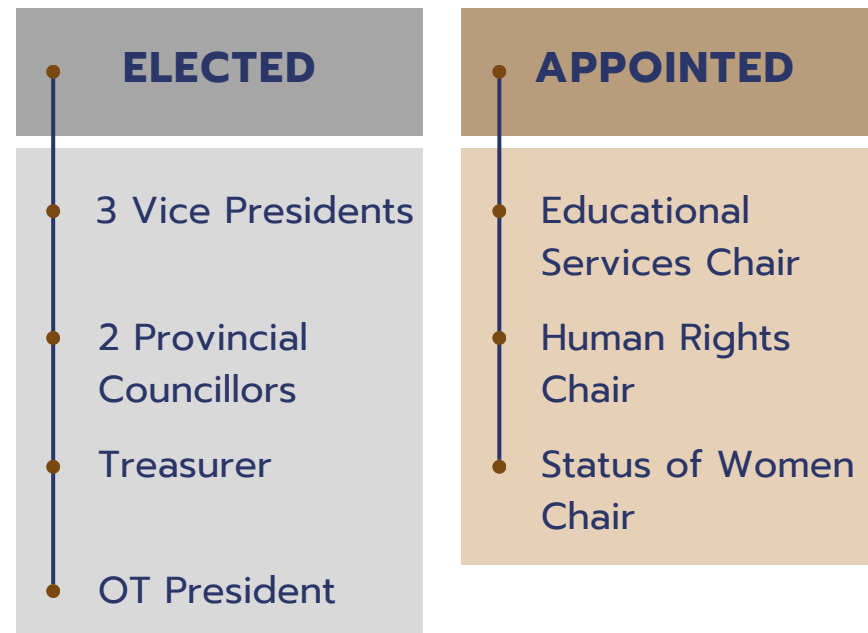 ELECTED
3 Vice Presidents
2 Provincial
Councillors
Treasurer
OT President
APPOINTED
Educational
Services Chair
Human Rights
Chair
Status of Women
Chair